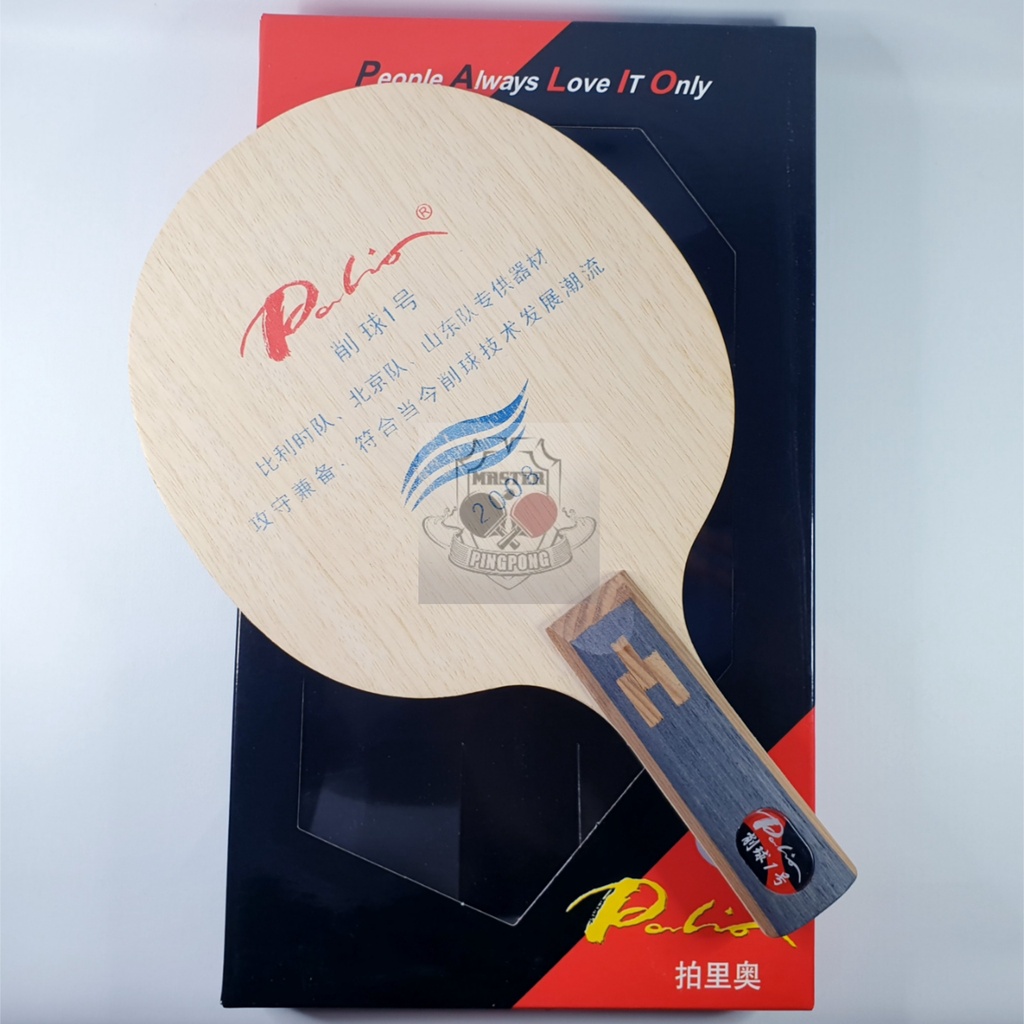 People Always Love IT Only
Palio®
削球1号
比利时队、北京队、山东队专供器材
攻守兼备，符合当今削球技术发展潮流
2008
MASTER
PINGPONG
Palio
削球1号
Palio
拍里奥